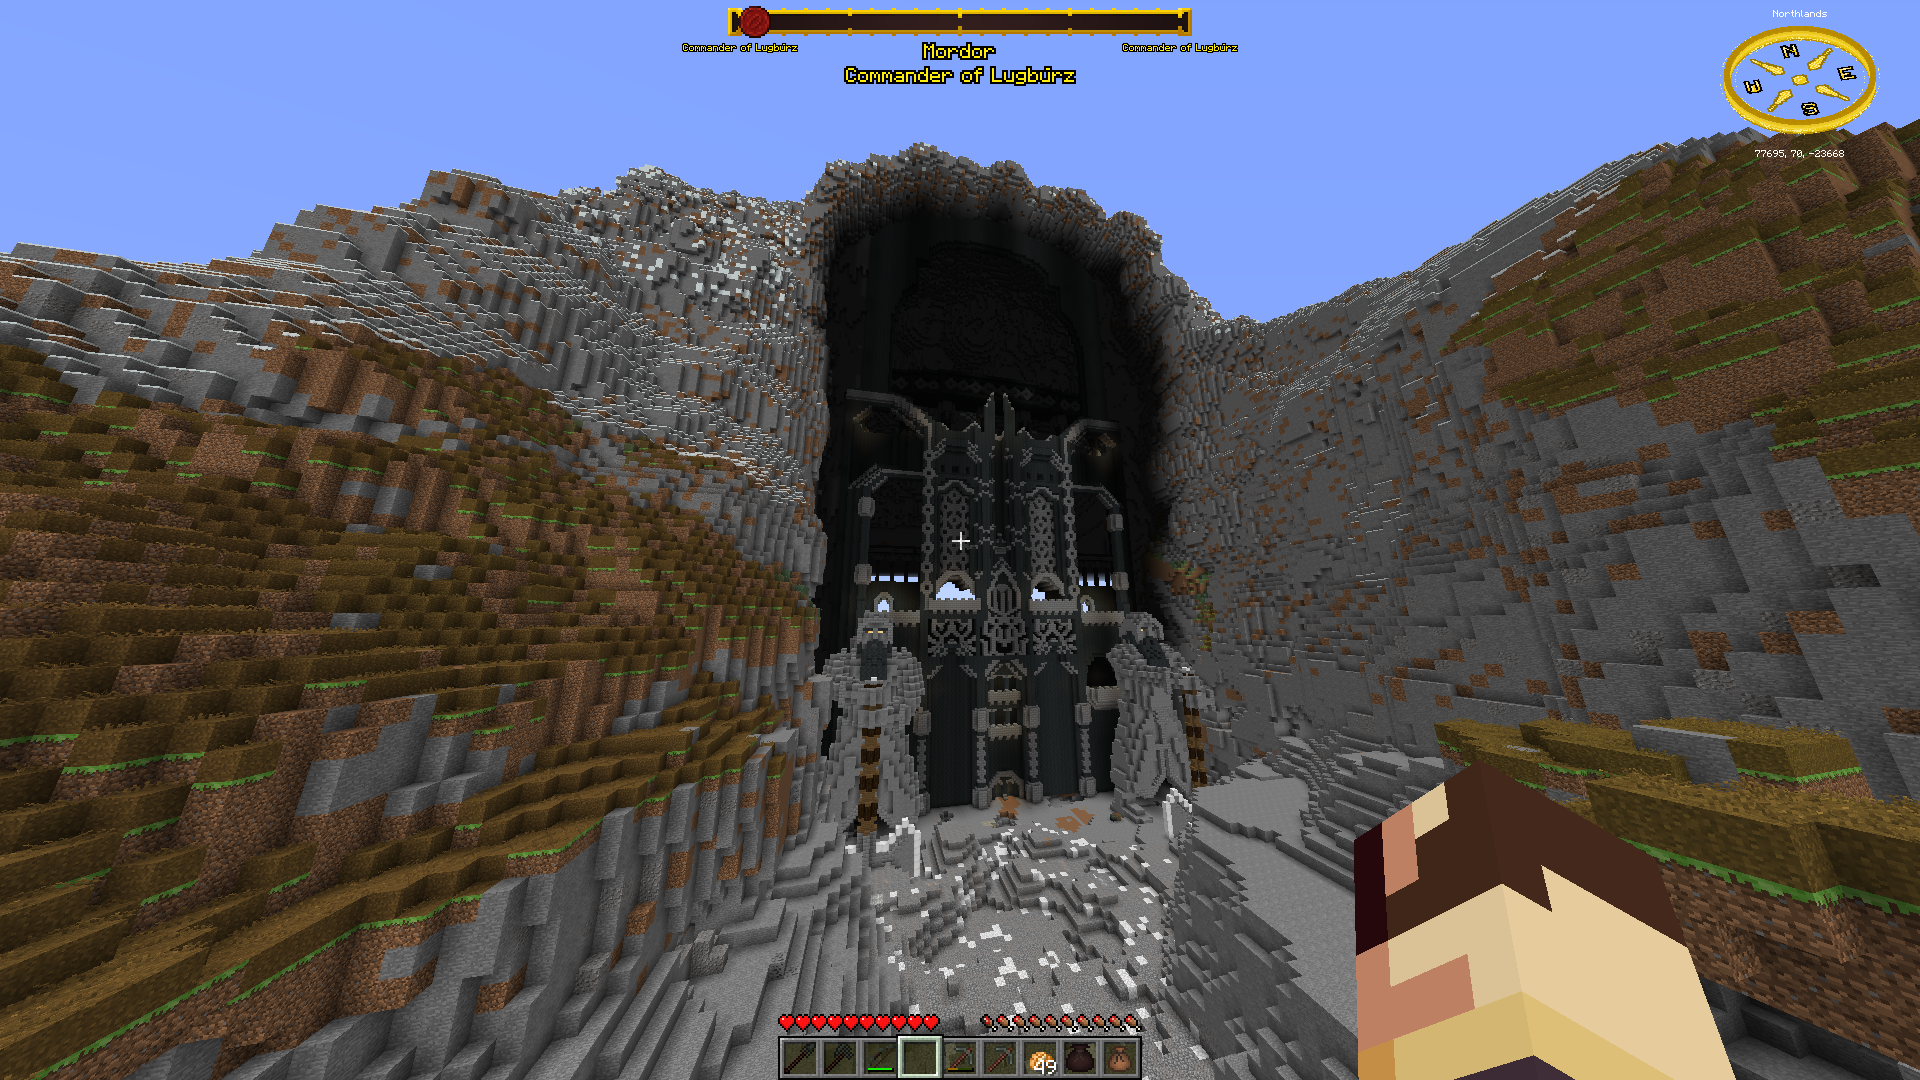 Northlands
Commander of Lugbúrz
Mordor
Commander of Lugbúrz
Commander of Lugbúrz
N
E
W
S
77695, 70, -23668
49